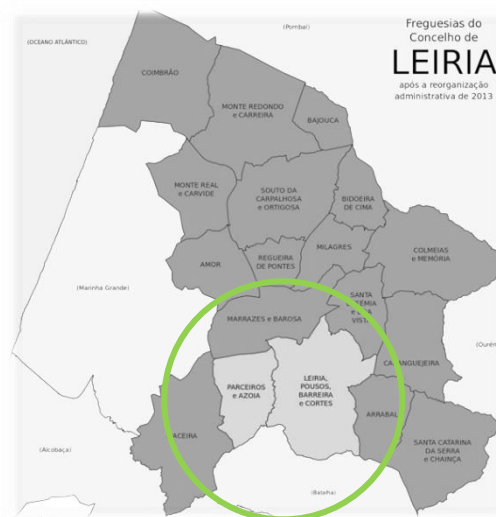 Freguesias do
Concelho de
LEIRIA
após a reorganização
administrativa de 2013
(Pombal)
(OCEANO ATLÂNTICO)
COIMBRÃO
MONTE REDONDO
e CARREIRA
BAJOUCA
MONTE REAL
e CARVIDE
SOUTO DA
CARPALHOSA
e ORTIGOSA
BIDOEIRA
DE CIMA
MILAGRES
COLMEIAS
e MEMÓRIA
AMOR
REGUEIRA
DE PONTES
(Marinha Grande)
SANTA
MARRAZES e BAROSA
VISTA
PARCEIROS
e AZOIA
LEIRIA,
POUSOS,
BARREIRA
e CORTES
ARRABAL
SANTA CATARINA
DA SERRA
e CHAINÇA
(Alcobaça)
(Batalha)